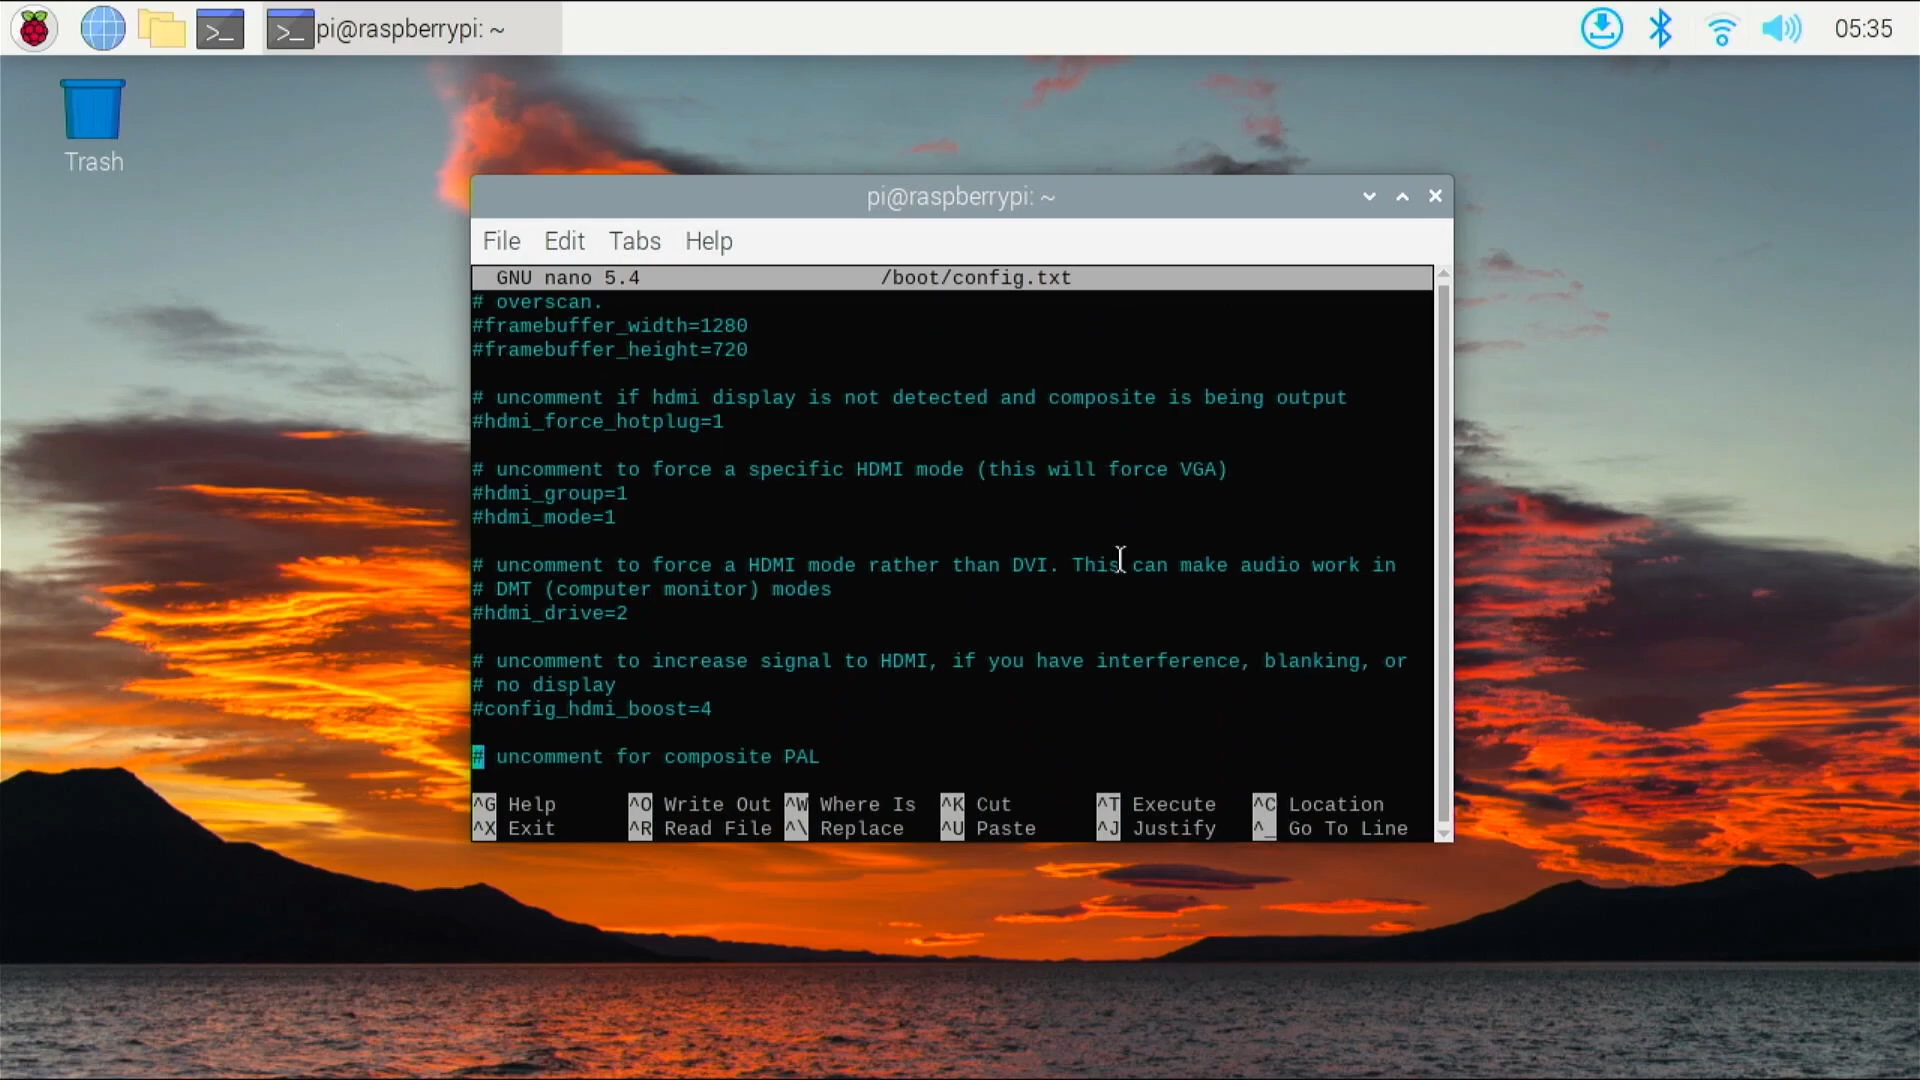 pi@raspberrypi: ~
05:35
Trash
pi@raspberrypi: ~
File Edit Tabs Help
GNU nano 5.4 /boot/config.txt
# overscan.
#framebuffer_width=1280
#framebuffer_height=720
# uncomment if hdmi display is not detected and composite is being output
#hdmi_force_hotplug=1
# uncomment to force a specific HDMI mode (this will force VGA)
#hdmi_group=1
#hdmi_mode=1
# uncomment to force a HDMI mode rather than DVI. This can make audio work in
# DMT (computer monitor) modes
#hdmi_drive=2
# uncomment to increase signal to HDMI, if you have interference, blanking, or
# no display
#config_hdmi_boost=4
# uncomment for composite PAL
^G Help ^O Write Out ^W Where Is ^K Cut ^T Execute ^C Location
^X Exit ^R Read File ^\ Replace ^U Paste ^J Justify ^_ Go To Line